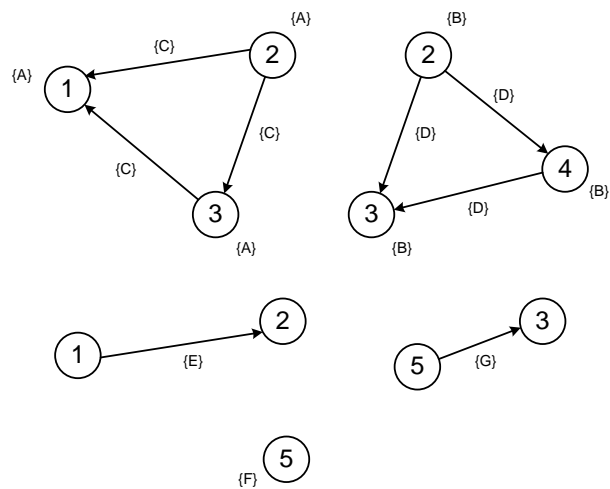 {A}
{B}
{C}
2
2
{A}
1
{D}
{C}
{D}
4
{C}
{B}
3
3
{D}
{A}
{B}
2
3
1
{E}
5
{G}
5
{F}